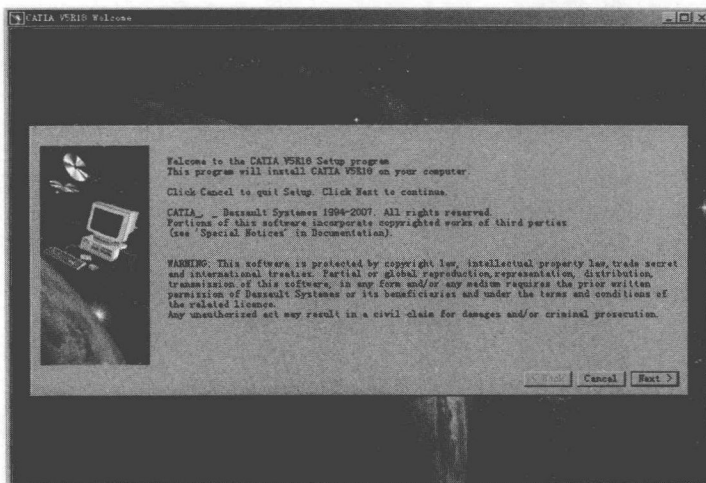 CATIA V5R18 Welcome
Welcome to the CATIA V5R18 Setup program
This program will install CATIA V5R18 on your computer.
Click Cancel to quit Setup. Click Next to continue.
CATIA_, _ Dassault Systemes 1994-2007. All rights reserved
Portions of this software incorporate copyrighted works of third parties
(see 'Special Notices' in Documentation).
WARNING: This software is protected by copyright law, intellectual property law, trade secret
and international treaties. Partial or global reproduction, representation, distribution,
transmission of this software, in any form and/or any medium requires the prior written
permission of Dassault Systemes or its beneficiaries and under the terms and conditions of
the related licence.
Any unauthorized act may result in a civil claim for damages and/or criminal prosecution.
< Back Cancel Next >